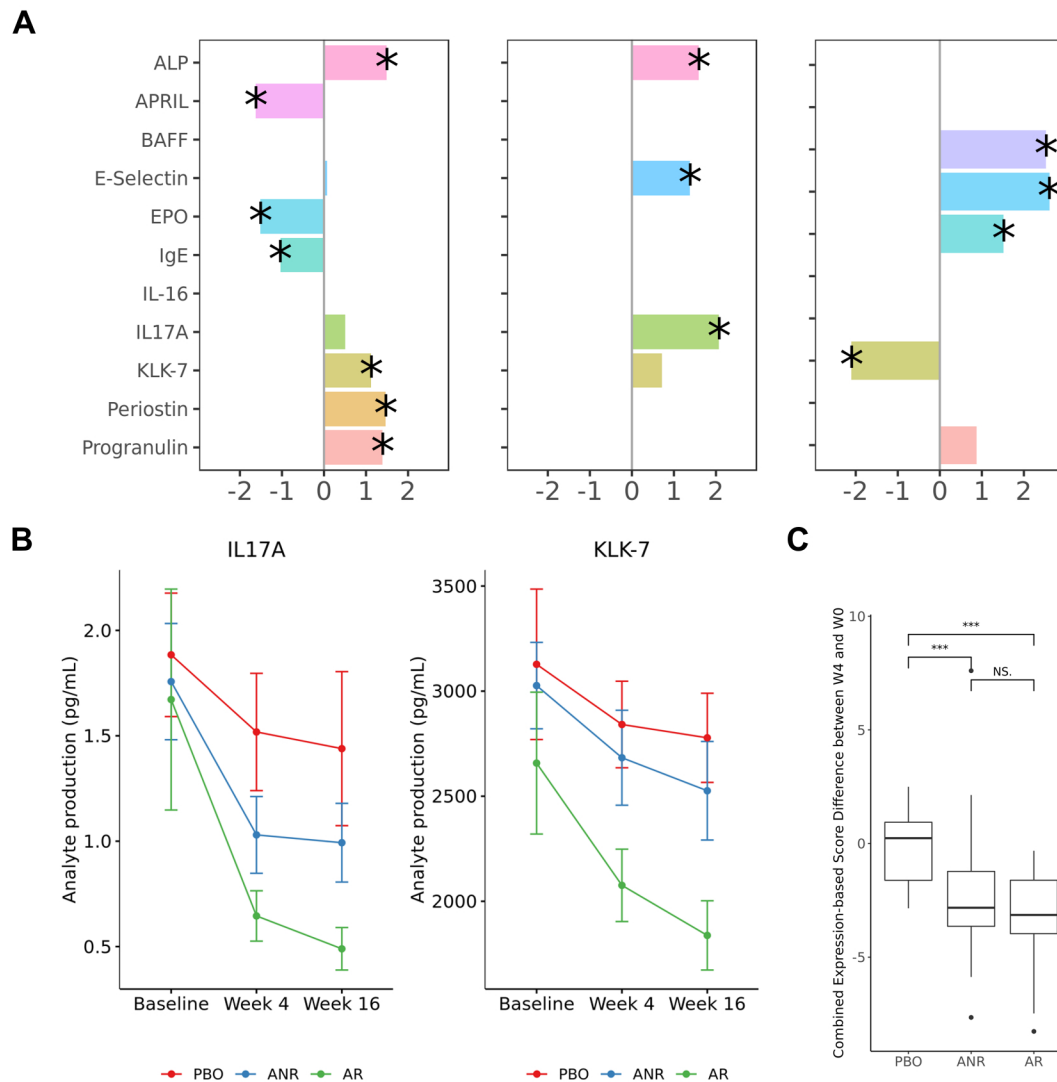 A
ALP
APRIL
BAFF
E-Selectin
EPO
IgE
IL-16
IL17A
KLK-7
Periostin
Progranulin
* * * * * * *
* * *
* * * *
-2 -1 0 1 2
-2 -1 0 1 2
-2 -1 0 1 2
B
IL17A
Analyte production (pg/mL)
2.0
1.5
1.0
0.5
Baseline Week 4 Week 16
PBO ANR AR
KLK-7
Analyte production (pg/mL)
3500
3000
2500
2000
Baseline Week 4 Week 16
PBO ANR AR
C
Combined Expression-based Score Difference between W4 and W0
10
5
0
-5
***
***
NS.
PBO ANR AR